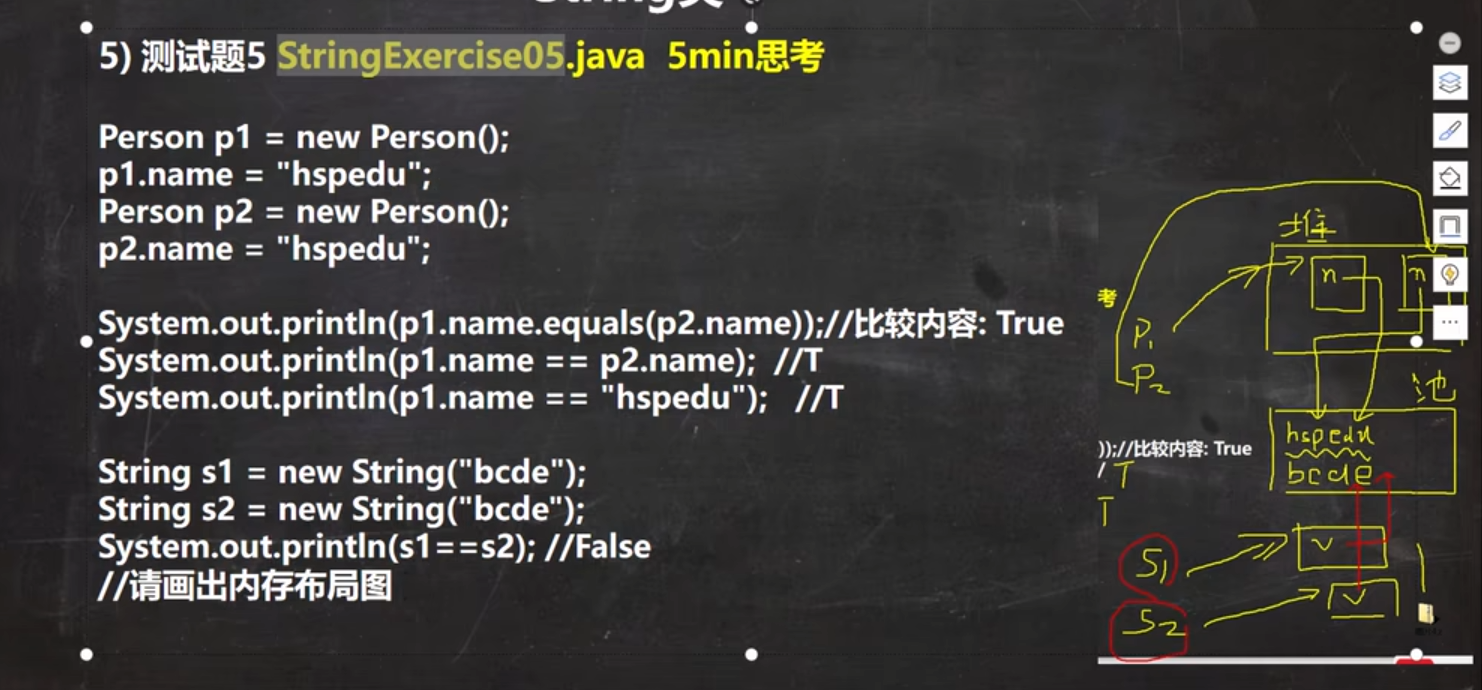 5) 测试题5 StringExercise05.java 5min思考
Person p1 = new Person();
p1.name = "hspedu";
Person p2 = new Person();
p2.name = "hspedu";
System.out.println(p1.name.equals(p2.name));//比较内容: True
System.out.println(p1.name == p2.name); //T
System.out.println(p1.name == "hspedu"); //T
String s1 = new String("bcde");
String s2 = new String("bcde");
System.out.println(s1==s2); //False
//请画出内存布局图
堆
n n
考
P1
P2
池
hspedu
bcde
));//比较内容: True
/ T
T
S1 v
S2 v